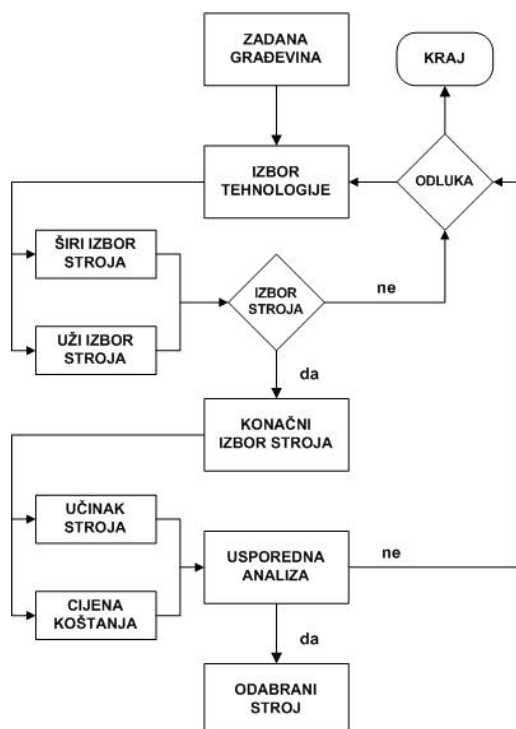 ZADANA
GRAĐEVINA
KRAJ
IZBOR
TEHNOLOGIJE
ODLUKA
ŠIRI IZBOR
STROJA
UŽI IZBOR
STROJA
IZBOR
STROJA
ne
da
KONAČNI
IZBOR STROJA
UČINAK
STROJA
CIJENA
KOŠTANJA
USPOREDNA
ANALIZA
ne
da
ODABRANI
STROJ